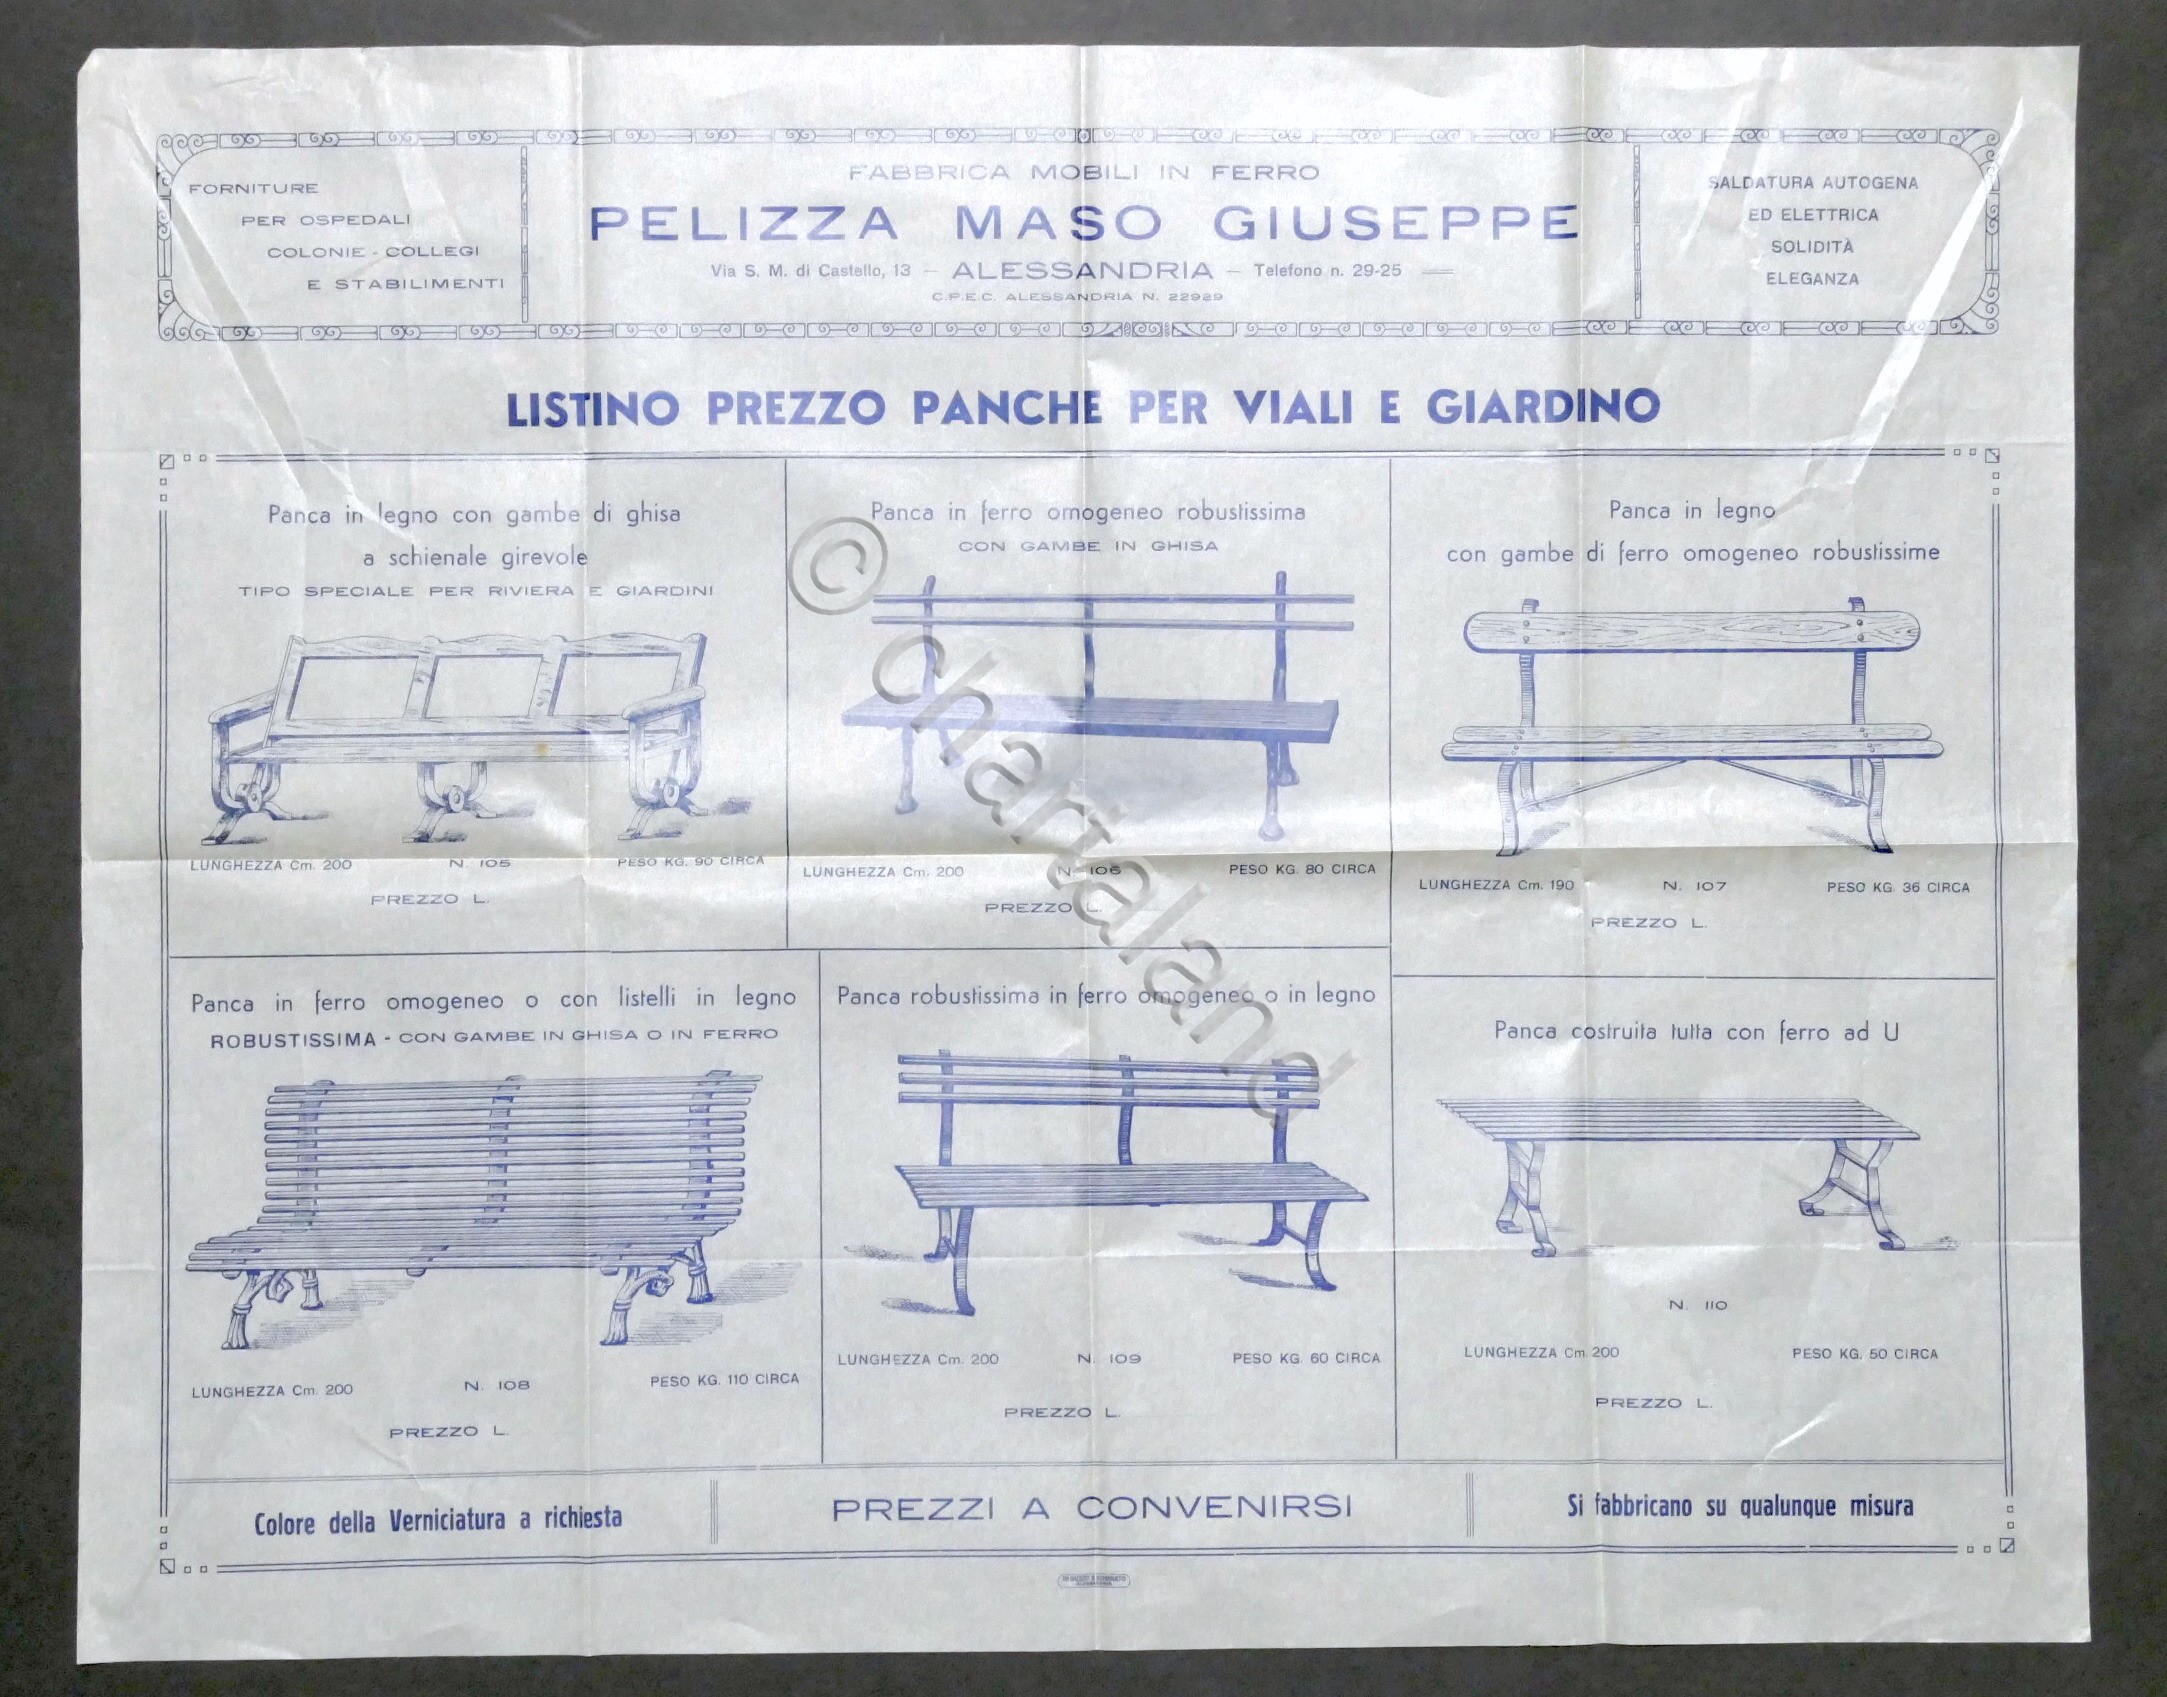 FORNITURE
PER OSPEDALI
COLONIE - COLLEGI
E STABILIMENTI
FABBRICA MOBILI IN FERRO
PELIZZA MASO GIUSEPPE
Via S. M. di Castello, 13 — ALESSANDRIA — Telefono n. 29-25
C.P.E.C. ALESSANDRIA N. 22929
SALDATURA AUTOGENA
ED ELETTRICA
SOLIDITÀ
ELEGANZA
LISTINO PREZZO PANCHE PER VIALI E GIARDINO
Panca in legno con gambe di ghisa
a schienale girevole
TIPO SPECIALE PER RIVIERA E GIARDINI
LUNGHEZZA Cm. 200 N. 105 PESO KG. 90 CIRCA
PREZZO L.
Panca in ferro omogeneo robustissima
CON GAMBE IN GHISA
LUNGHEZZA Cm. 200 N. 106 PESO KG. 80 CIRCA
PREZZO L.
Panca in legno
con gambe di ferro omogeneo robustissime
LUNGHEZZA Cm. 190 N. 107 PESO KG. 36 CIRCA
PREZZO L.
Panca in ferro omogeneo o con listelli in legno
ROBUSTISSIMA - CON GAMBE IN GHISA O IN FERRO
LUNGHEZZA Cm. 200 N. 108 PESO KG. 110 CIRCA
PREZZO L.
Panca robustissima in ferro omogeneo o in legno
LUNGHEZZA Cm. 200 N. 109 PESO KG. 60 CIRCA
PREZZO L.
Panca costruita tutta con ferro ad U
N. 110
LUNGHEZZA Cm. 200 PESO KG. 50 CIRCA
PREZZO L.
Colore della Verniciatura a richiesta
PREZZI A CONVENIRSI
Si fabbricano su qualunque misura
© chartaland